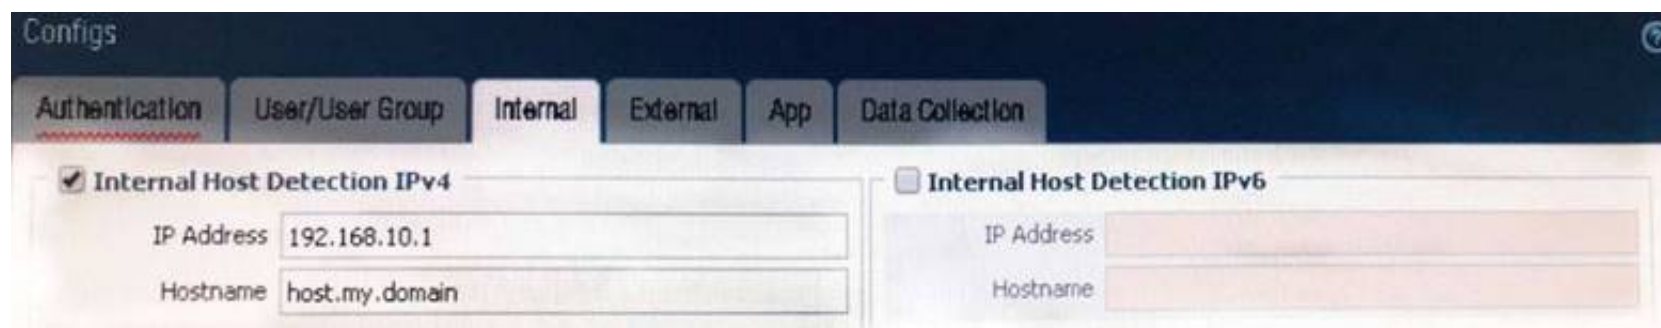 Configs
Authentication User/User Group Internal External App Data Collection
Internal Host Detection IPv4 Internal Host Detection IPv6
IP Address 192.168.10.1 IP Address
Hostname host.my.domain Hostname